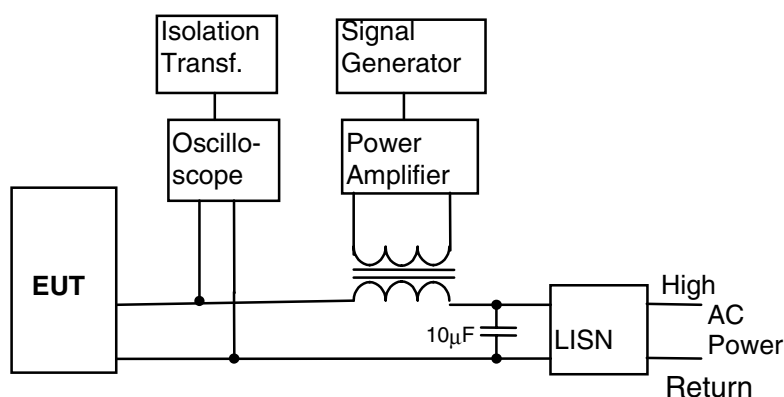 Isolation
Transf.
Signal
Generator
Oscillo-
scope
Power
Amplifier
EUT
High
AC
10µF
LISN
Power
Return